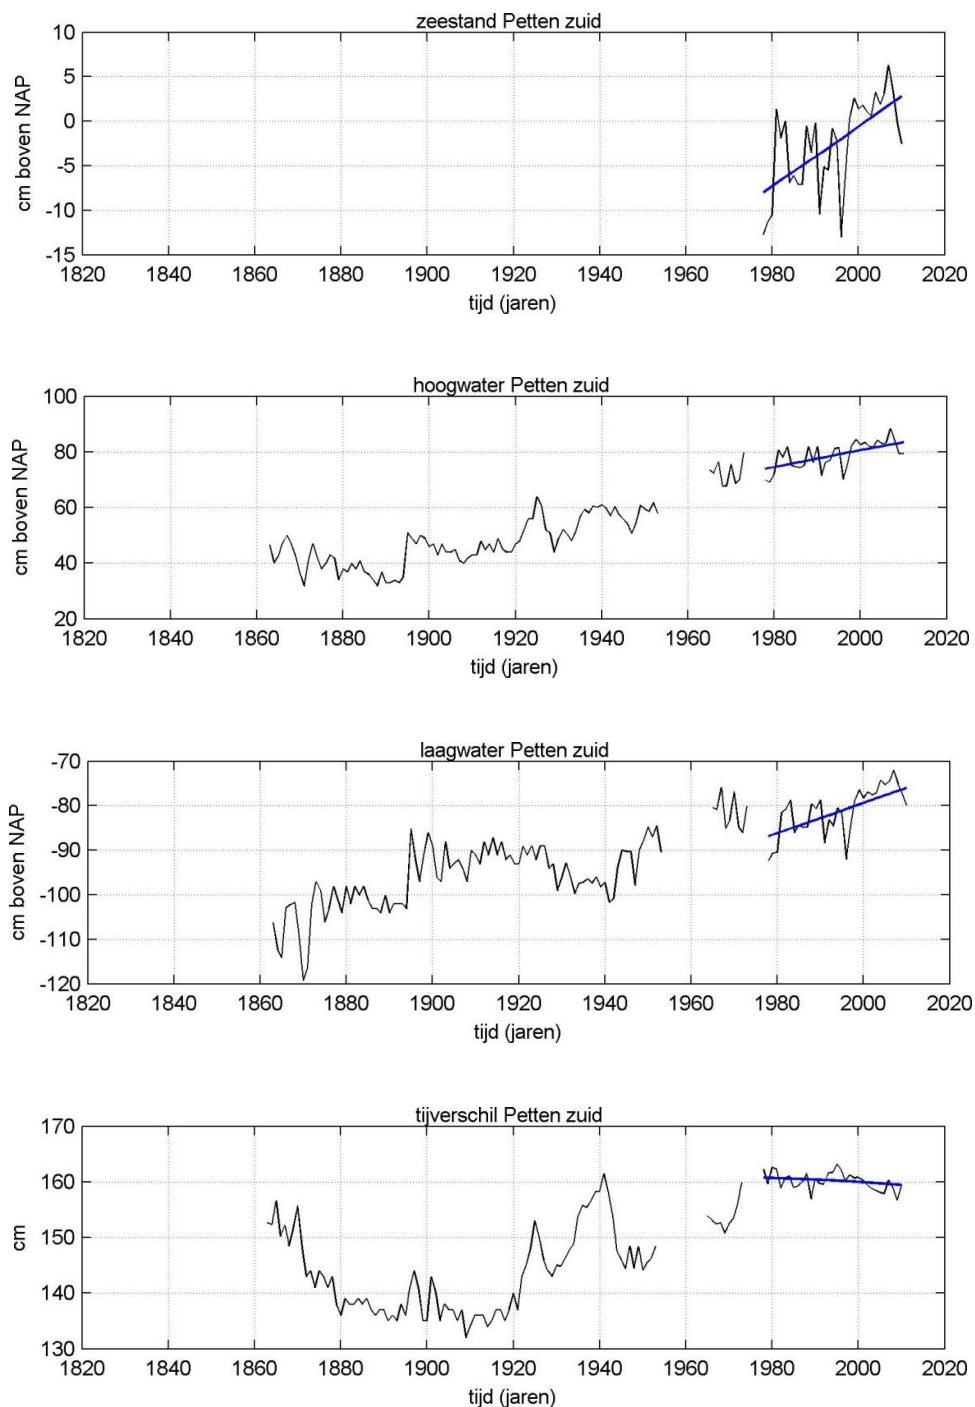 zeestand Petten zuid
cm boven NAP
10
5
0
-5
-10
-15
1820 1840 1860 1880 1900 1920 1940 1960 1980 2000 2020
tijd (jaren)
hoogwater Petten zuid
cm boven NAP
100
80
60
40
20
1820 1840 1860 1880 1900 1920 1940 1960 1980 2000 2020
tijd (jaren)
laagwater Petten zuid
cm boven NAP
-70
-80
-90
-100
-110
-120
1820 1840 1860 1880 1900 1920 1940 1960 1980 2000 2020
tijd (jaren)
tijverschil Petten zuid
cm
170
160
150
140
130
1820 1840 1860 1880 1900 1920 1940 1960 1980 2000 2020
tijd (jaren)